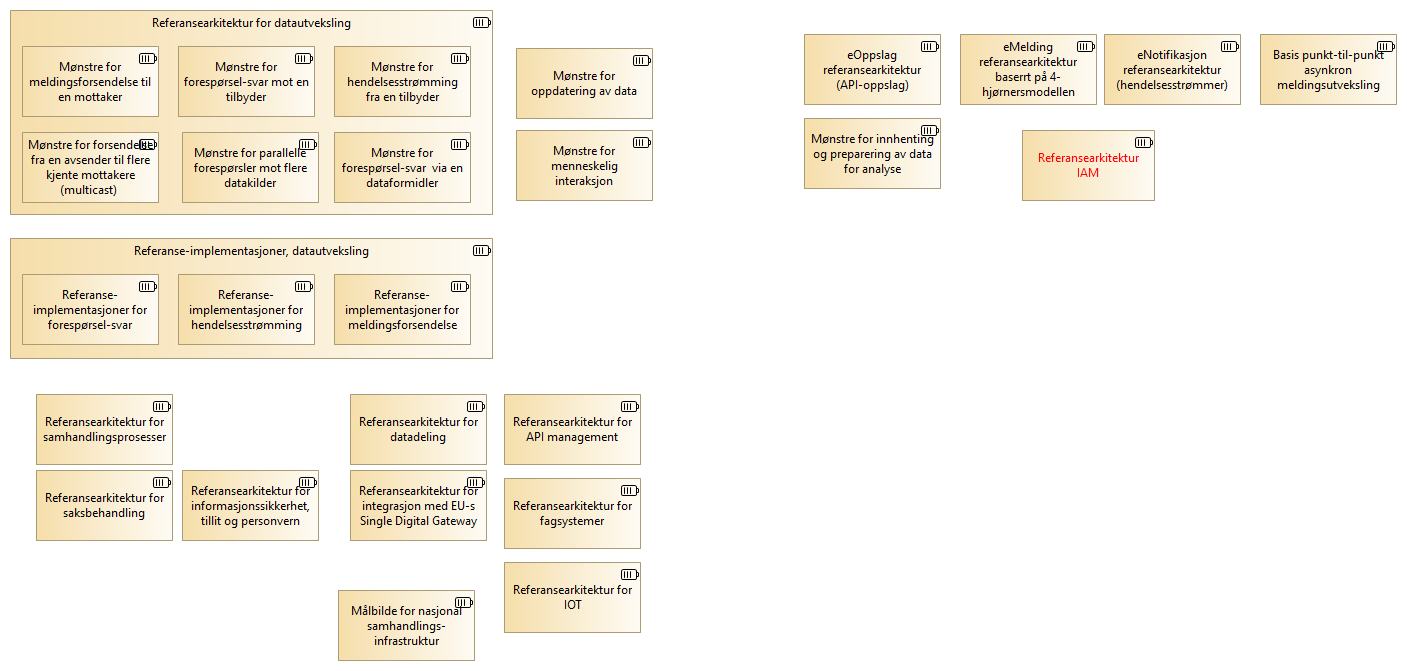 Referansearkitektur for datautveksling
Mønstre for
meldingsforsendelse til
en mottaker
Mønstre for
forespørsel-svar mot en
tilbyder
Mønstre for
hendelsesstrømming
fra en tilbyder
Mønstre for forsendelse
fra en avsender til flere
kjente mottakere
(multicast)
Mønstre for parallelle
forespørsler mot flere
datakilder
Mønstre for
forespørsel-svar  via en
dataformidler
Mønstre for
oppdatering av data
Mønstre for
menneskelig
interaksjon
eOppslag
referansearkitektur
(API-oppslag)
eMelding
referansearkitektur
basert på 4-
hjørnersmodellen
eNotifikasjon
referansearkitektur
(hendelsesstrømmer)
Basis punkt-til-punkt
asynkron
meldingsutveksling
Mønstre for innhenting
og preparering av data
for analyse
Referansearkitektur
IAM
Referanse-implementasjoner, datautveksling
Referanse-
implementasjoner for
forespørsel-svar
Referanse-
implementasjoner for
hendelsesstrømming
Referanse-
implementasjoner for
meldingsforsendelse
Referansearkitektur for
samhandlingsprosesser
Referansearkitektur for
datadeling
Referansearkitektur for
API management
Referansearkitektur for
saksbehandling
Referansearkitektur for
informasjonssikkerhet,
tillit og personvern
Referansearkitektur for
integrasjon med EU-s
Single Digital Gateway
Referansearkitektur for
fagsystemer
Referansearkitektur for
IOT
Målbilde for nasjonal
samhandlings-
infrastruktur